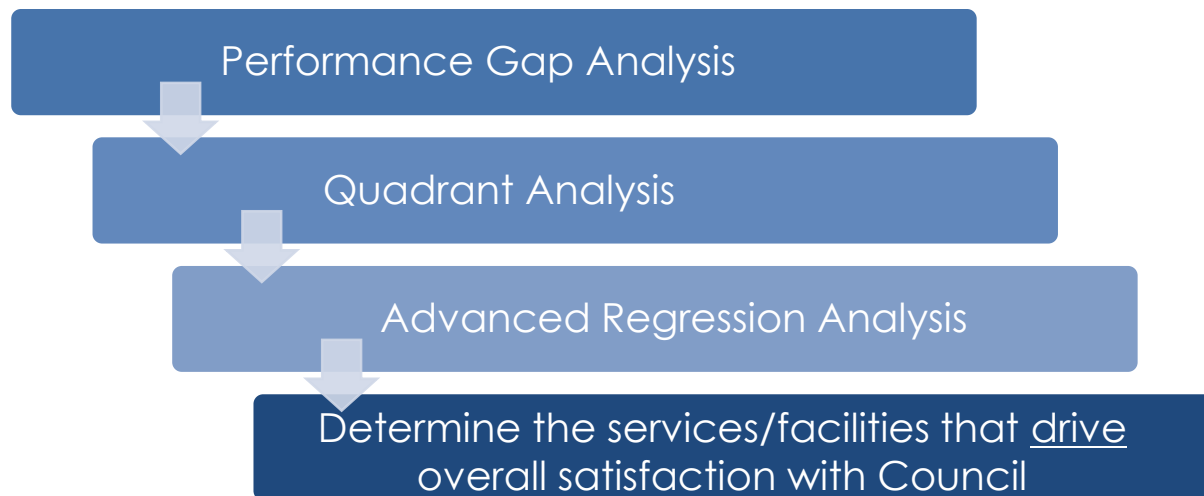 Performance Gap Analysis
Quadrant Analysis
Advanced Regression Analysis
Determine the services/facilities that drive
overall satisfaction with Council